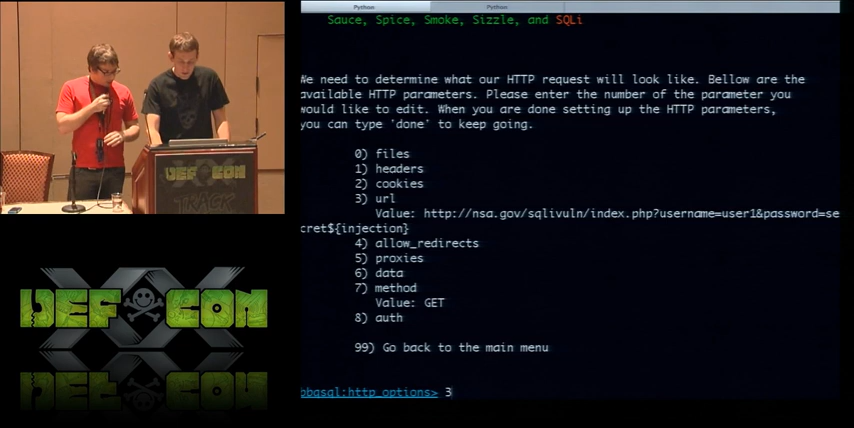 Python
Python
Sauce, Spice, Smoke, Sizzle, and SQLi
We need to determine what our HTTP request will look like. Bellow are the
available HTTP parameters. Please enter the number of the parameter you
would like to edit. When you are done setting up the HTTP parameters,
you can type 'done' to keep going.
0) files
1) headers
2) cookies
3) url
Value: http://nsa.gov/sqlivuln/index.php?username=user1&password=se
cret${injection}
4) allow_redirects
5) proxies
6) data
7) method
Value: GET
8) auth
99) Go back to the main menu
bbasql:http_options> 3
DEF CON
TRACK
XX
DEF CON